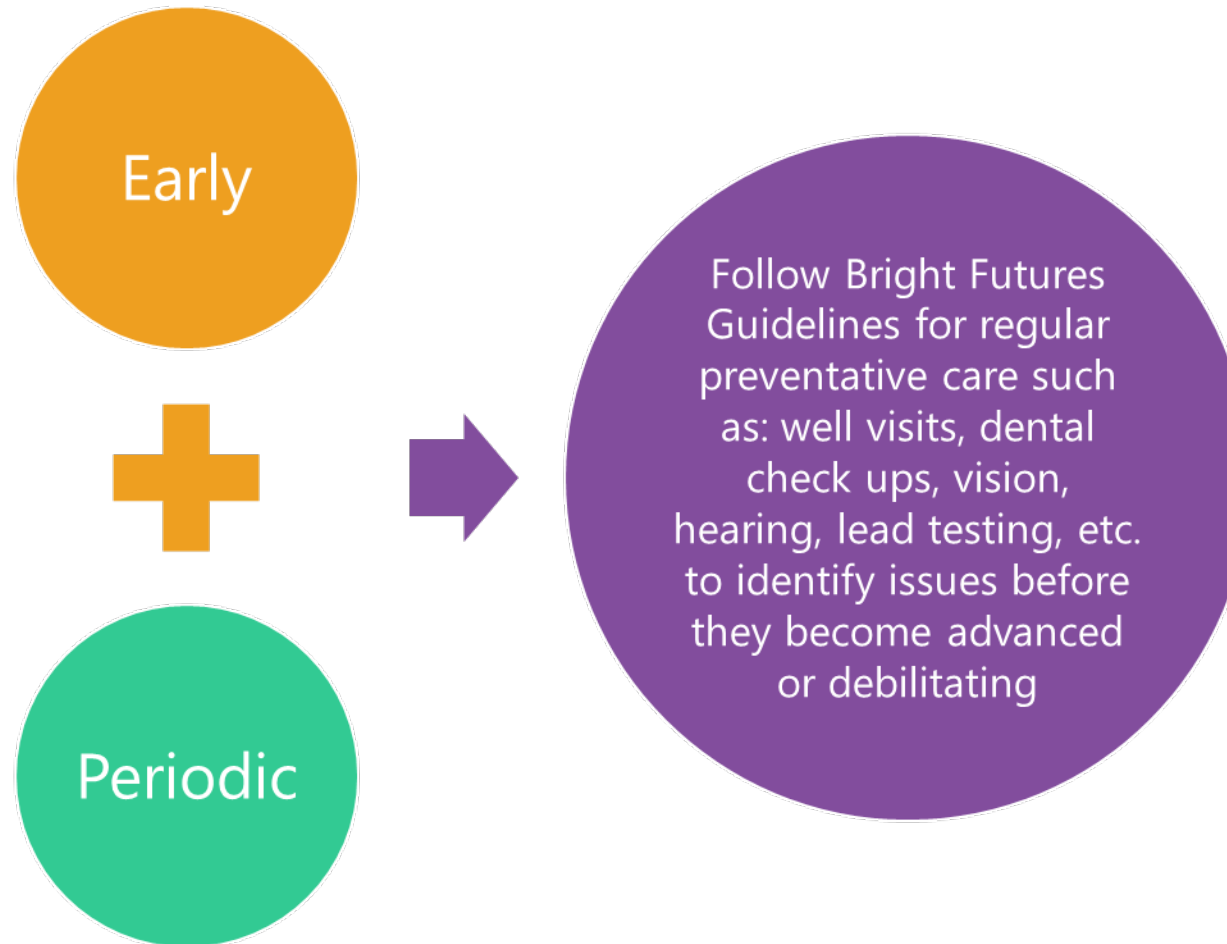 Early
Periodic
Follow Bright Futures
Guidelines for regular
preventative care such
as: well visits, dental
check ups, vision,
hearing, lead testing, etc.
to identify issues before
they become advanced
or debilitating